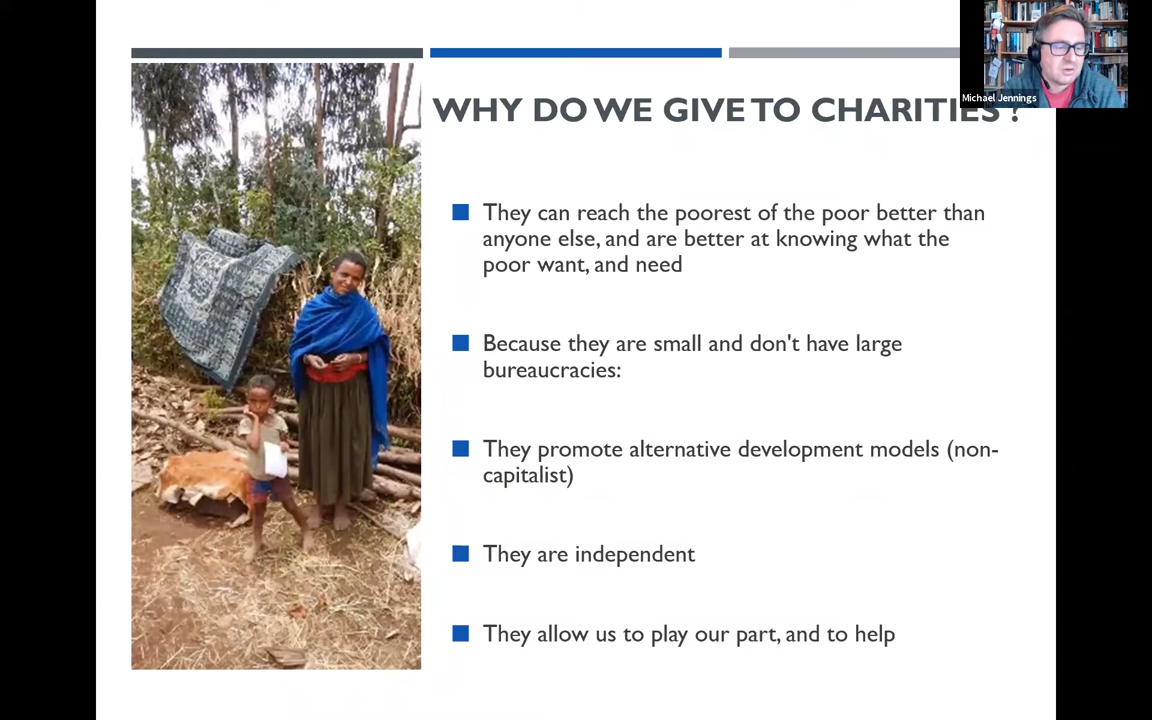 WHY DO WE GIVE TO CHARITIES ?
Michael Jennings
They can reach the poorest of the poor better than
anyone else, and are better at knowing what the
poor want, and need
Because they are small and don't have large
bureaucracies:
They promote alternative development models (non-
capitalist)
They are independent
They allow us to play our part, and to help